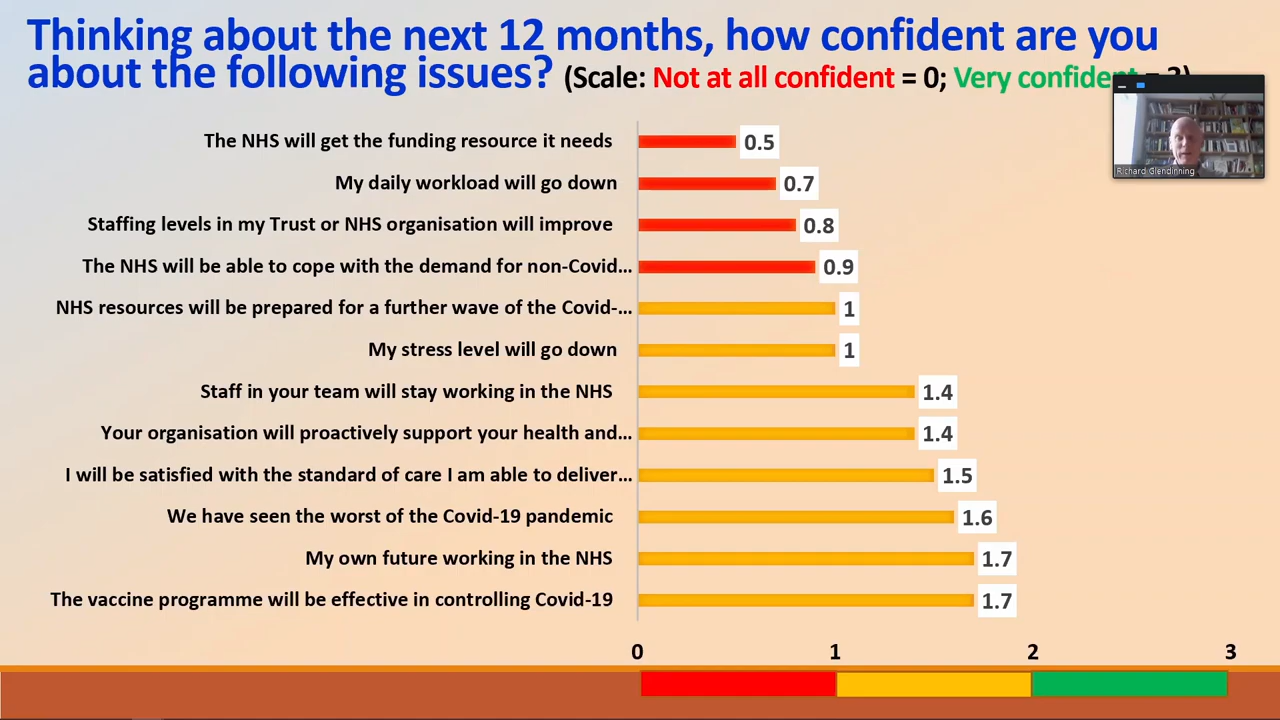 Thinking about the next 12 months, how confident are you
about the following issues? (Scale: Not at all confident = 0; Very confident = 3)
Richard Glendinning
The NHS will get the funding resource it needs 0.5
My daily workload will go down 0.7
Staffing levels in my Trust or NHS organisation will improve 0.8
The NHS will be able to cope with the demand for non-Covid... 0.9
NHS resources will be prepared for a further wave of the Covid-... 1
My stress level will go down 1
Staff in your team will stay working in the NHS 1.4
Your organisation will proactively support your health and... 1.4
I will be satisfied with the standard of care I am able to deliver... 1.5
We have seen the worst of the Covid-19 pandemic 1.6
My own future working in the NHS 1.7
The vaccine programme will be effective in controlling Covid-19 1.7
0 1 2 3